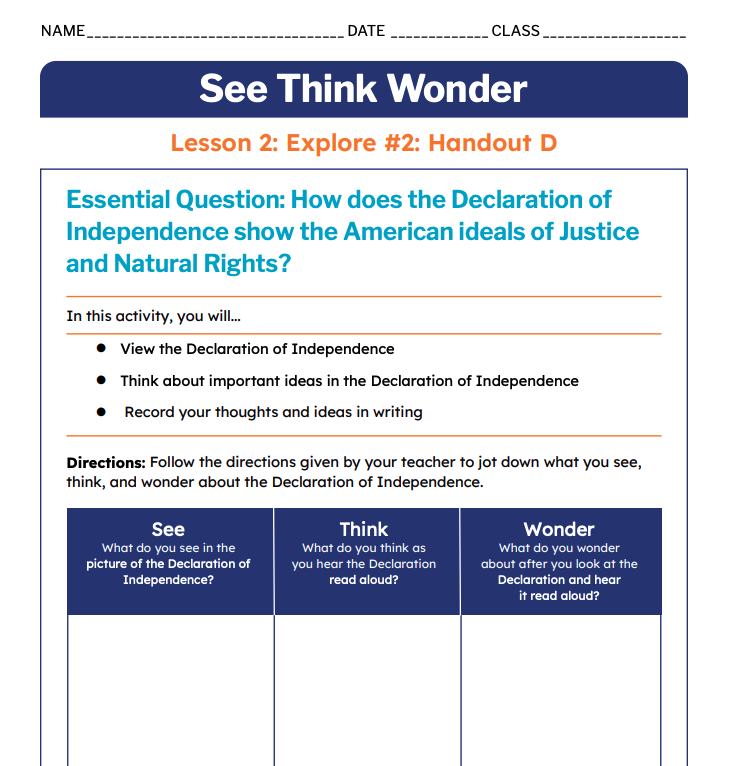 NAME_________________________________ DATE ____________ CLASS__________________
See Think Wonder
Lesson 2: Explore #2: Handout D
Essential Question: How does the Declaration of
Independence show the American ideals of Justice
and Natural Rights?
In this activity, you will...
● View the Declaration of Independence
● Think about important ideas in the Declaration of Independence
● Record your thoughts and ideas in writing
Directions: Follow the directions given by your teacher to jot down what you see,
think, and wonder about the Declaration of Independence.
See
What do you see in the
picture of the Declaration of
Independence?
Think
What do you think as
you hear the Declaration
read aloud?
Wonder
What do you wonder
about after you look at the
Declaration and hear
it read aloud?